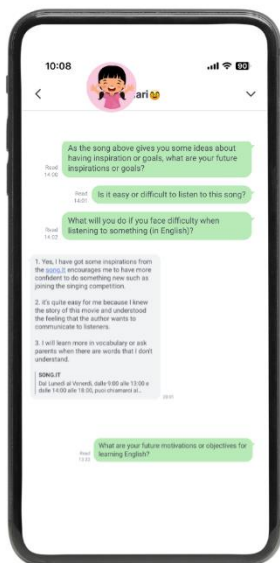 10:08
90
ari
As the song above gives you some ideas about
having inspiration or goals, what are your future
inspirations or goals?
Read
14:00
Is it easy or difficult to listen to this song?
Read
14:01
What will you do if you face difficulty when
listening to something (in English)?
Read
14:02
1. Yes, I have got some inspirations from
the song.It encourages me to have more
confident to do something new such as
joining the singing competition.
2. it's quite easy for me because I knew
the story of this movie and understood
the feeling that the author wants to
communicate to listeners.
3. I will learn more in vocabulary or ask
parents when there are words that I don't
understand.
SONG.IT
Dal Lunedì al Venerdì, dalle 9:00 alle 13:00 e
dalle 14:00 alle 18:00, puoi chiamarci al...
What are your future motivations or objectives for
learning English?
Read